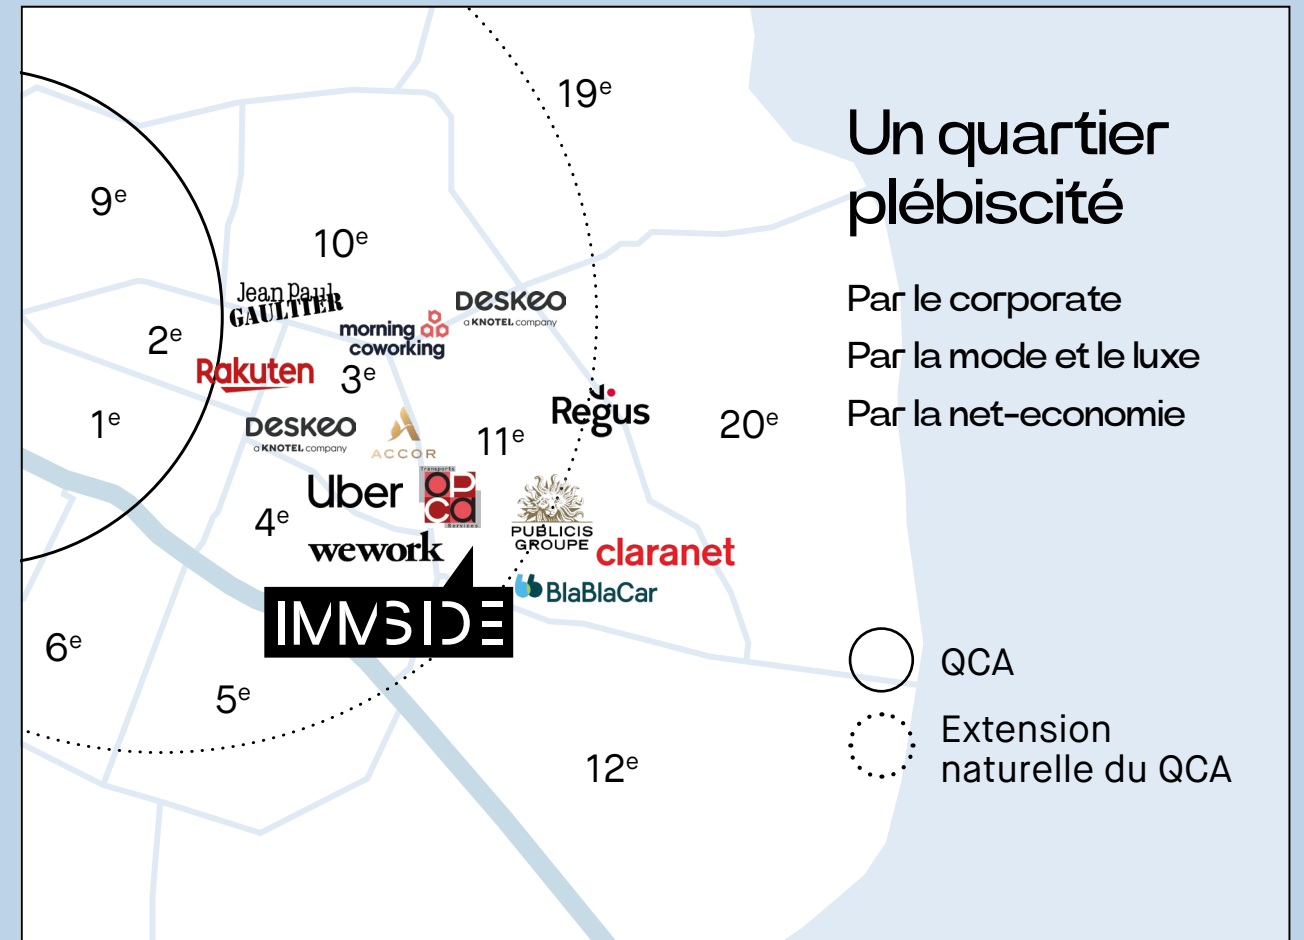 19e
Un quartier
plébiscité
9e
10e
Jean Paul
GAULTIER
DESKEO
a KNOTEL company
morning
coworking
Par le corporate
2e
Par la mode et le luxe
Rakuten
3e
Regus
Par la net-economie
1e
DESKEO
a KNOTEL company
ACCOR
11e
20e
Transports
Uber
OPCA
Services
4e
PUBLICIS
GROUPE
wework
claranet
BlaBlaCar
IMMSIDE
6e
QCA
5e
Extension
naturelle du QCA
12e